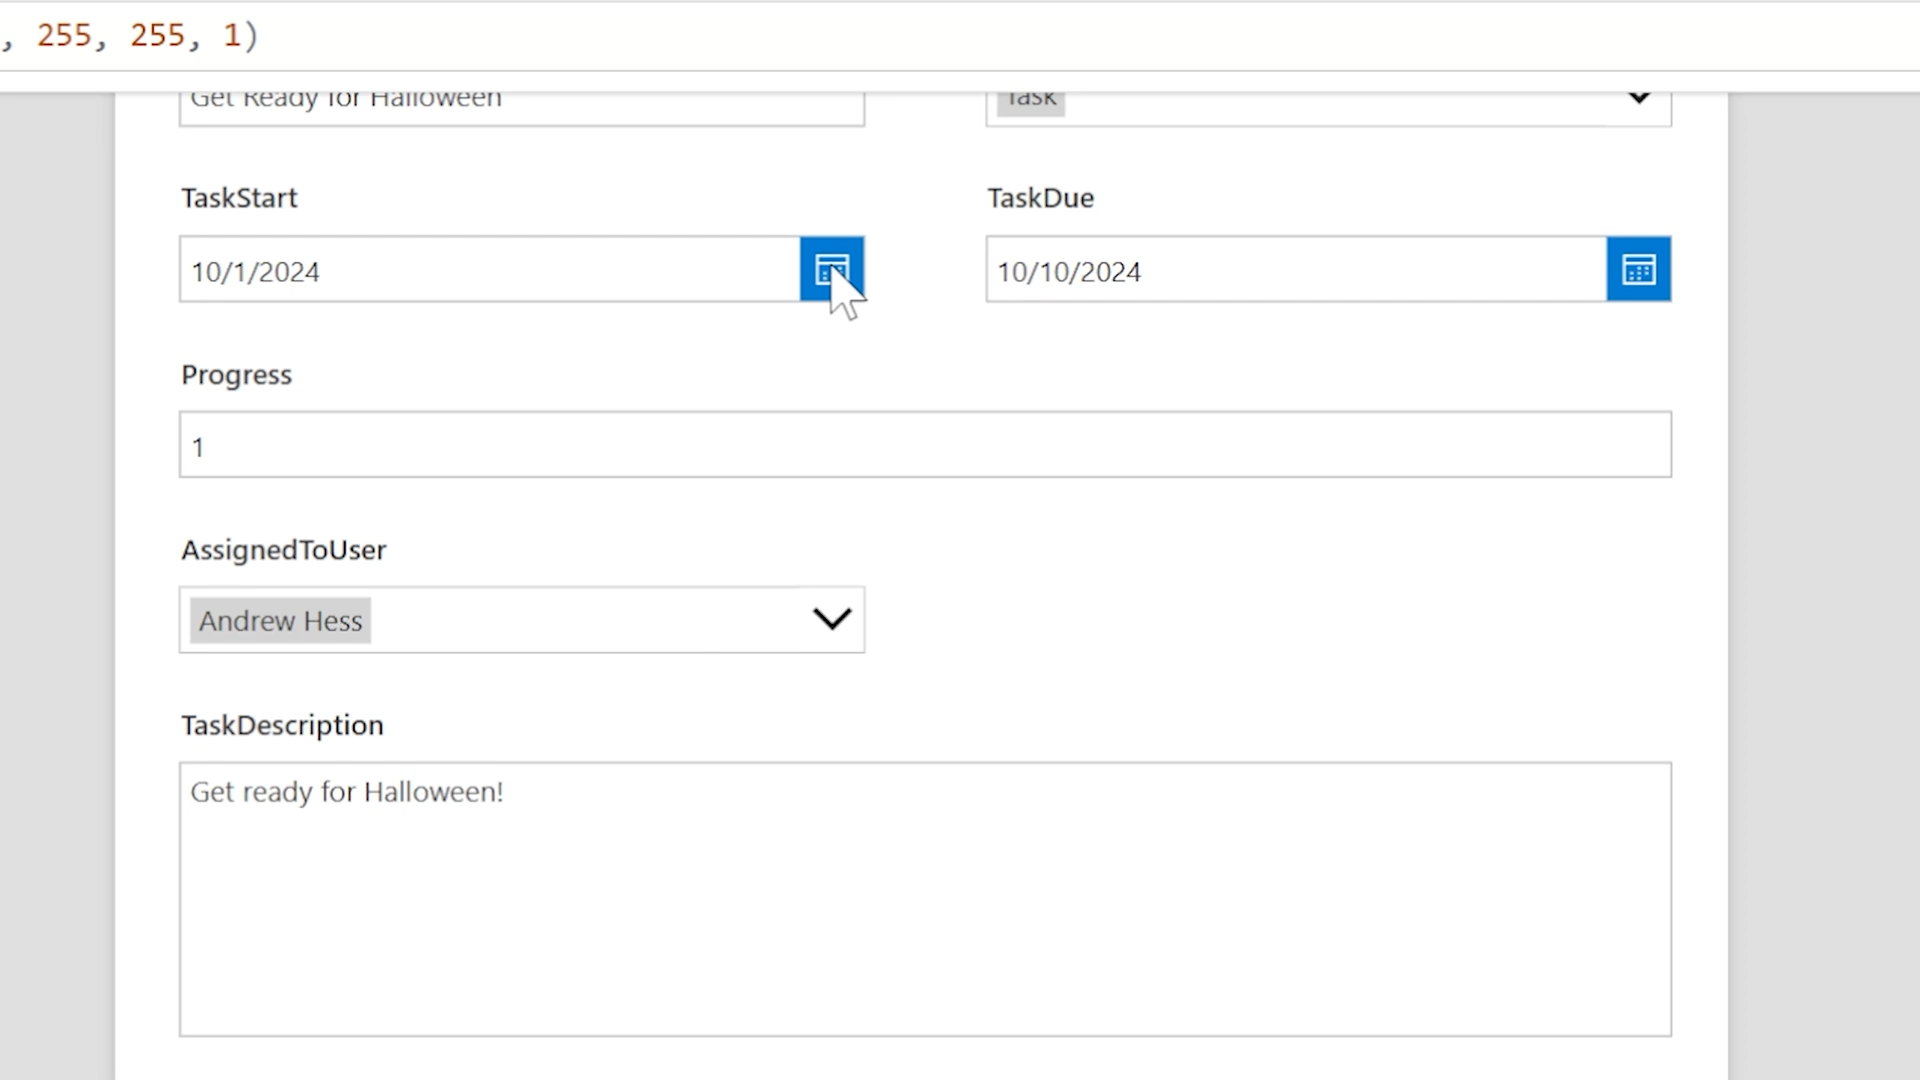 , 255, 255, 1)
Get Ready for Halloween
Task
TaskStart
TaskDue
10/1/2024
10/10/2024
Progress
1
AssignedToUser
Andrew Hess
TaskDescription
Get ready for Halloween!